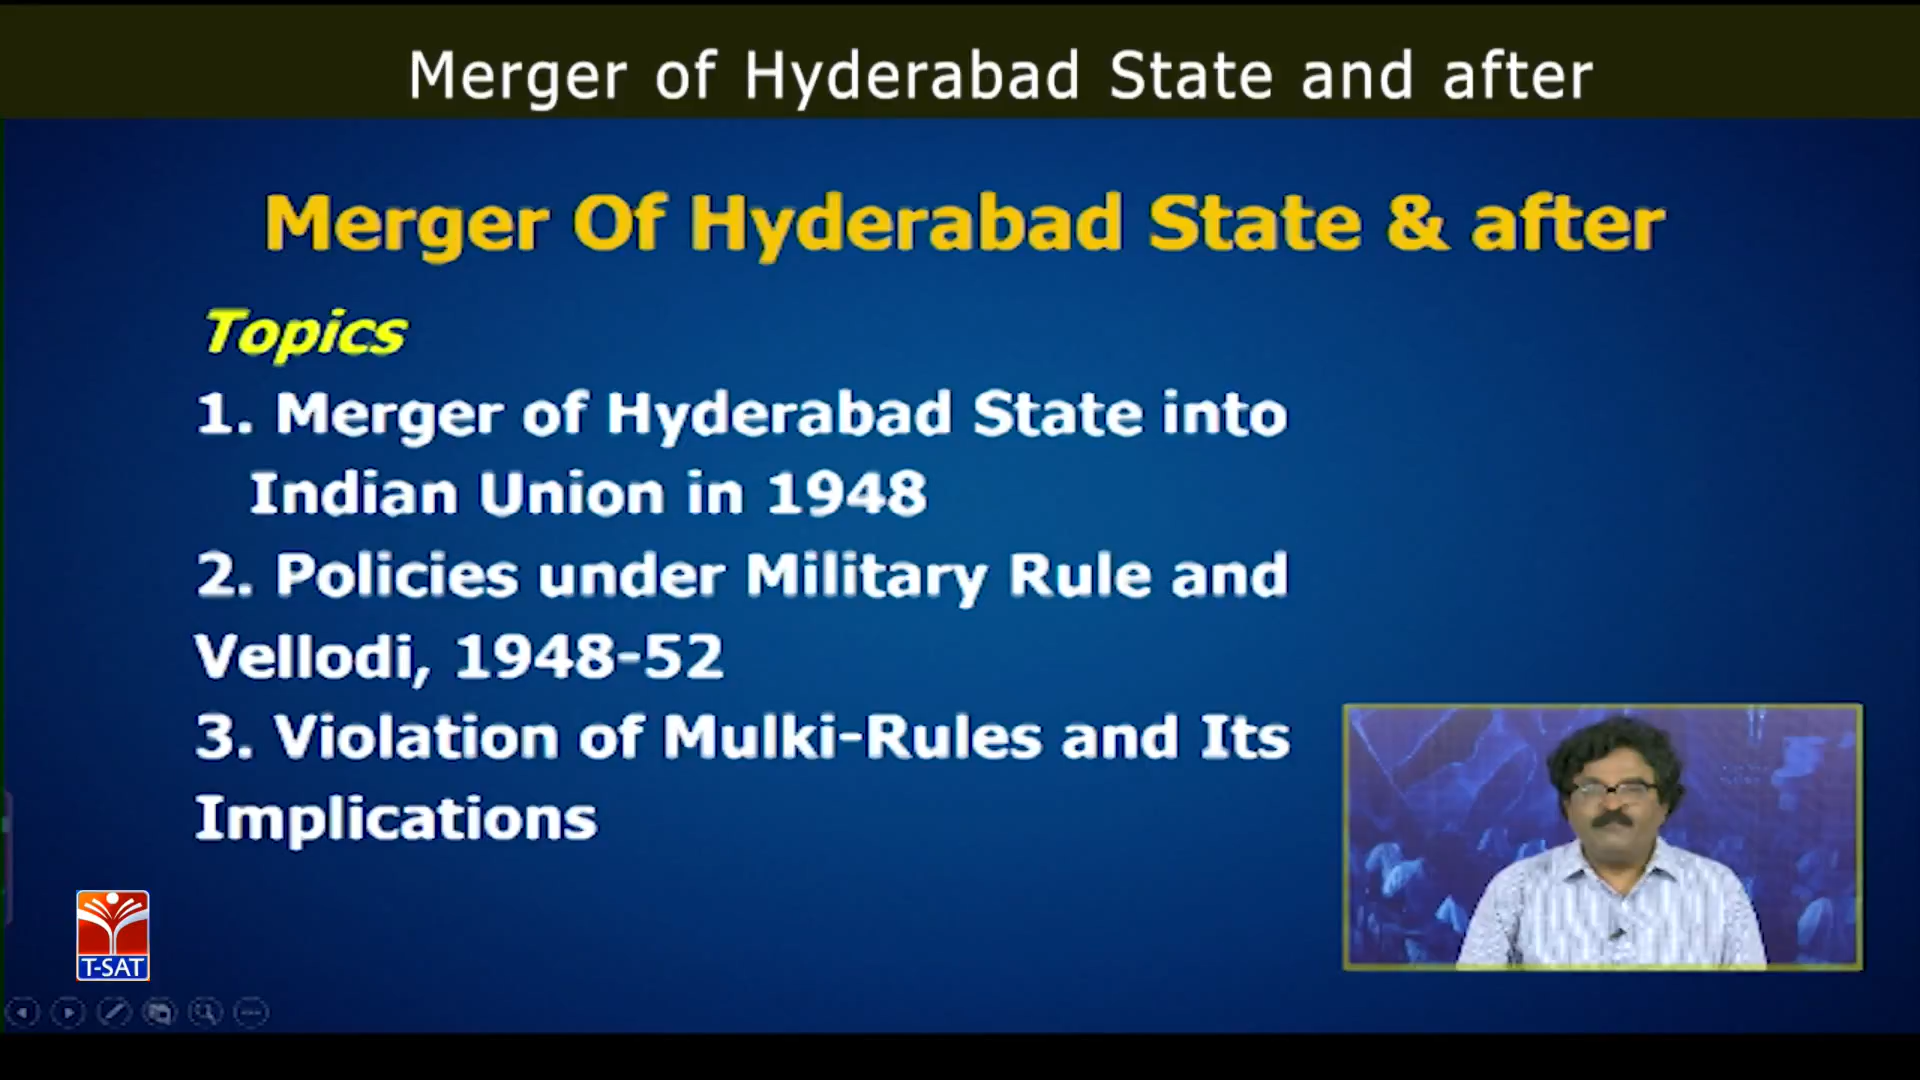 Merger of Hyderabad State and after
Merger Of Hyderabad State & after
Topics
1. Merger of Hyderabad State into
Indian Union in 1948
2. Policies under Military Rule and
Vellodi, 1948-52
3. Violation of Mulki-Rules and Its
Implications
T-SAT